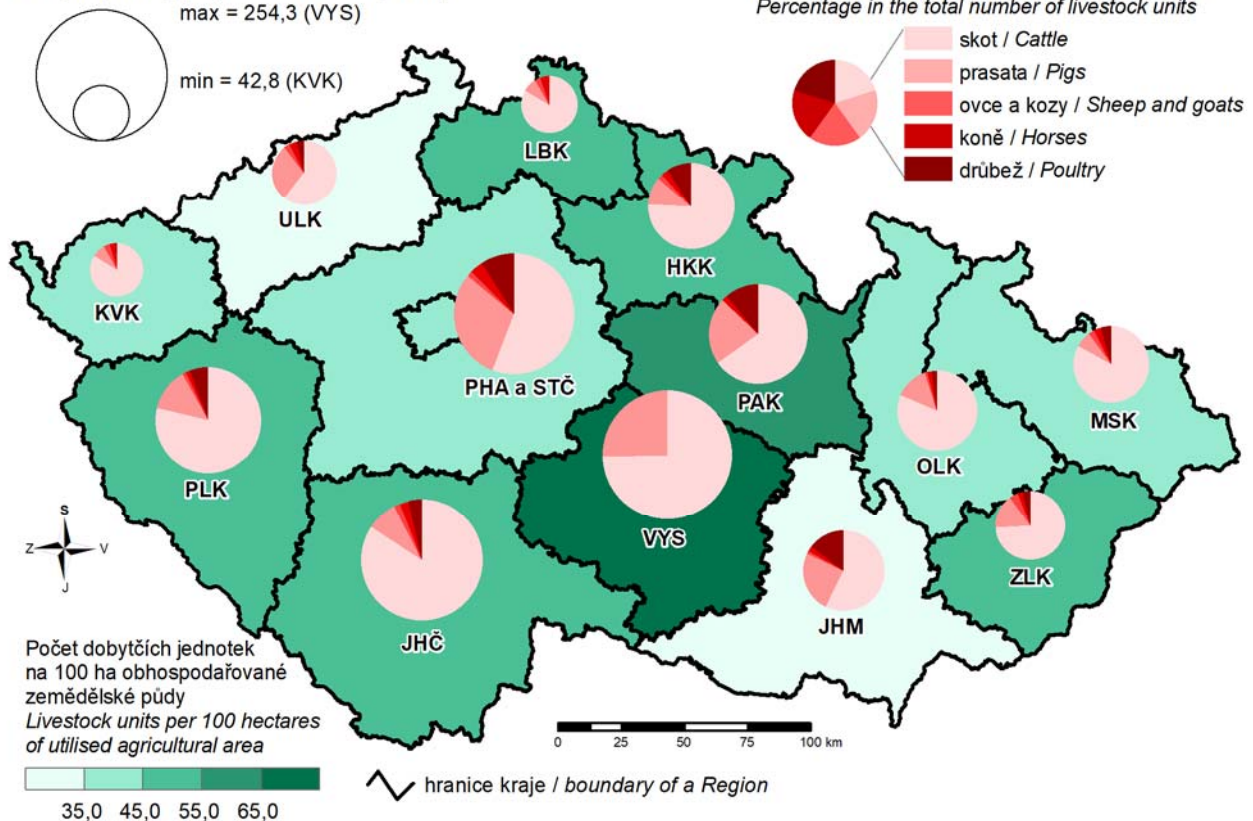 max = 254,3 (VYS)
min = 42,8 (KVK)
Percentage in the total number of livestock units
skot / Cattle
prasata / Pigs
ovce a kozy / Sheep and goats
koně / Horses
drůbež / Poultry
LBK
ULK
HKK
KVK
PHA a STČ
PAK
MSK
OLK
PLK
VYS
ZLK
JHM
JHČ
S
Z
V
J
Počet dobytčích jednotek
na 100 ha obhospodařované
zemědělské půdy
Livestock units per 100 hectares
of utilised agricultural area
35,0 45,0 55,0 65,0
0 25 50 75 100 km
hranice kraje / boundary of a Region